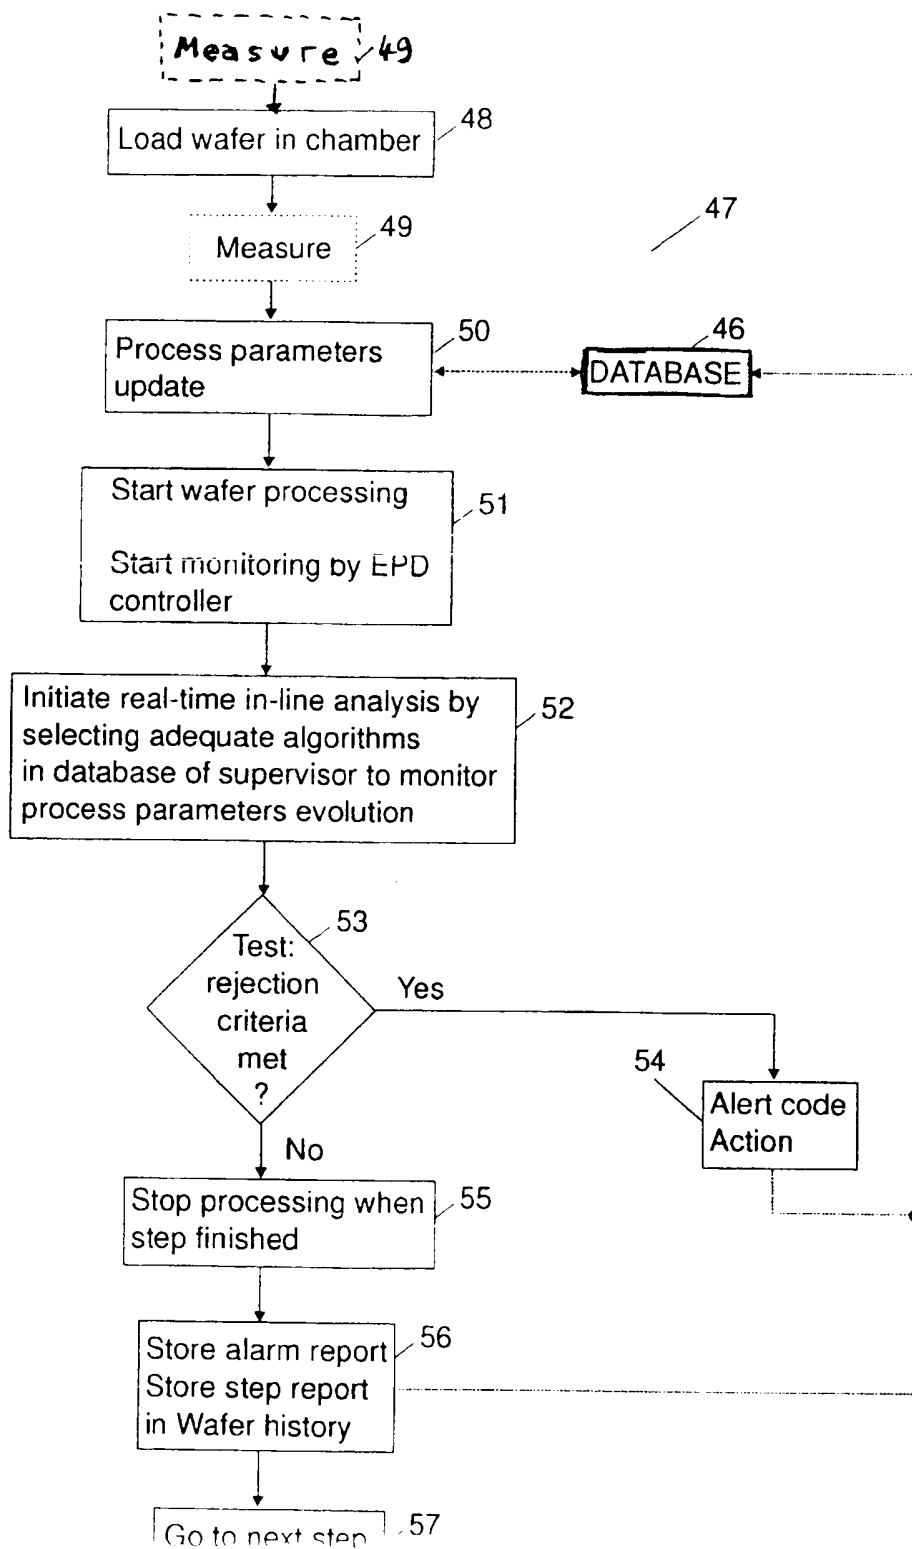 Measure 49
48
Load wafer in chamber
47
49
Measure
50
46
Process parameters
update
DATABASE
51
Start wafer processing
Start monitoring by EPD
controller
52
Initiate real-time in-line analysis by
selecting adequate algorithms
in database of supervisor to monitor
process parameters evolution
53
Test:
rejection
criteria
met
?
Yes
54
Alert code
Action
No
55
Stop processing when
step finished
56
Store alarm report
Store step report
in Wafer history
57
Go to next step